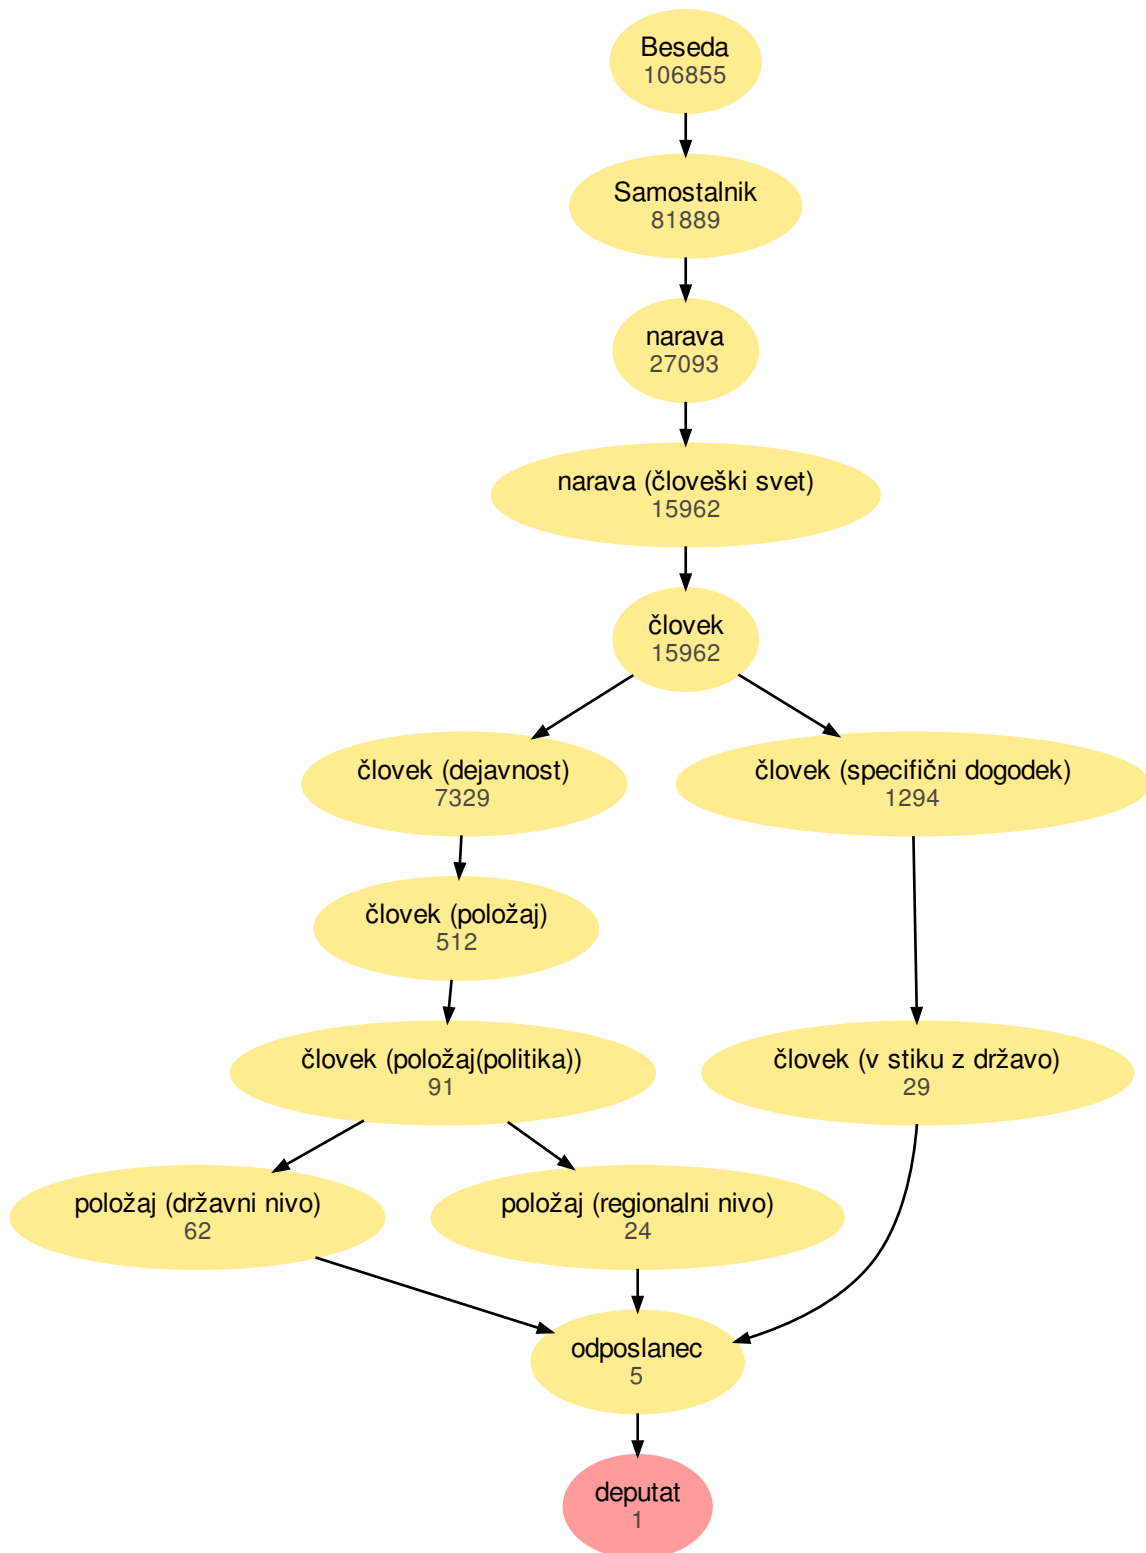 Beseda
106855
Samostalnik
81889
narava
27093
narava (človeški svet)
15962
človek
15962
človek (dejavnost)
7329
človek (specifični dogodek)
1294
človek (položaj)
512
človek (položaj(politika))
91
človek (v stiku z državo)
29
položaj (državni nivo)
62
položaj (regionalni nivo)
24
odposlanec
5
deputat
1